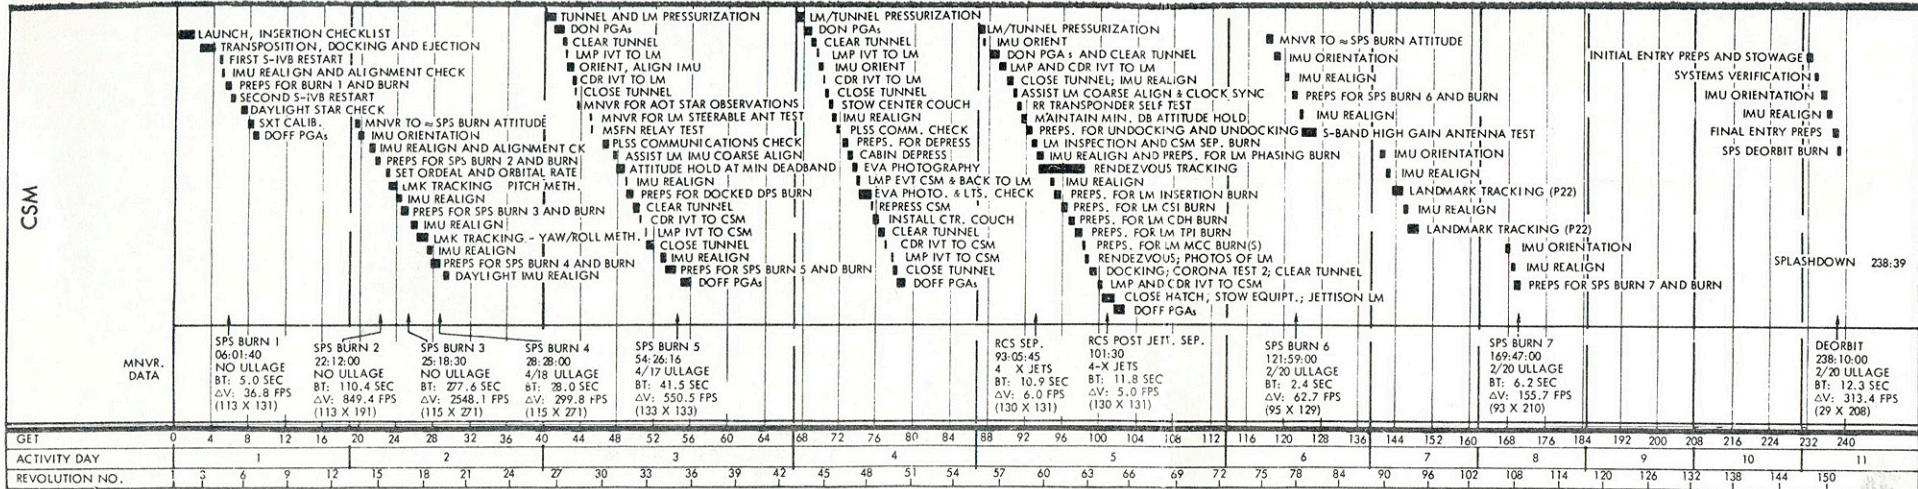 CSM
LAUNCH, INSERTION CHECKLIST
TRANSPOSITION, DOCKING AND EJECTION
FIRST S-IVB RESTART
IMU REALIGN AND ALIGNMENT CHECK
PREPS FOR BURN 1 AND BURN
SECOND S-IVB RESTART
DAYLIGHT STAR CHECK
SXT CALIB.
DOFF PGAs
MNVR TO ≈ SPS BURN ATTITUDE
IMU ORIENTATION
IMU REALIGN AND ALIGNMENT CK
PREPS FOR SPS BURN 2 AND BURN
SET ORDEAL AND ORBITAL RATE
LMK TRACKING PITCH METH.
IMU REALIGN
PREPS FOR SPS BURN 3 AND BURN
IMU REALIGN
LMK TRACKING - YAW/ROLL METH.
IMU REALIGN
PREPS FOR SPS BURN 4 AND BURN
DAYLIGHT IMU REALIGN
TUNNEL AND LM PRESSURIZATION
DON PGAs
CLEAR TUNNEL
LMP IVT TO LM
ORIENT, ALIGN IMU
CDR IVT TO LM
CLOSE TUNNEL
MNVR FOR AOT STAR OBSERVATIONS
MNVR FOR LM STEERABLE ANT TEST
MSFN RELAY TEST
PLSS COMMUNICATIONS CHECK
ASSIST LM IMU COARSE ALIGN
ATTITUDE HOLD AT MIN DEADBAND
IMU REALIGN
PREPS FOR DOCKED DPS BURN
CLEAR TUNNEL
CDR IVT TO CSM
LMP IVT TO CSM
CLOSE TUNNEL
IMU REALIGN
PREPS FOR SPS BURN 5 AND BURN
DOFF PGAs
LM/TUNNEL PRESSURIZATION
DON PGAs
CLEAR TUNNEL
LMP IVT TO LM
IMU ORIENT
CDR IVT TO LM
CLOSE TUNNEL
STOW CENTER COUCH
IMU REALIGN
PLSS COMM. CHECK
PREPS. FOR DEPRESS
CABIN DEPRESS
EVA PHOTOGRAPHY
LMP EVT CSM & BACK TO LM
EVA PHOTO. & LTS. CHECK
REPRESS CSM
INSTALL CTR. COUCH
CLEAR TUNNEL
CDR IVT TO CSM
LMP IVT TO CSM
CLOSE TUNNEL
DOFF PGAs
LM/TUNNEL PRESSURIZATION
IMU ORIENT
DON PGAs AND CLEAR TUNNEL
LMP AND CDR IVT TO LM
CLOSE TUNNEL; IMU REALIGN
ASSIST LM COARSE ALIGN & CLOCK SYNC
RR TRANSPONDER SELF TEST
MAINTAIN MIN. DB ATTITUDE HOLD
PREPS. FOR UNDOCKING AND UNDOCKING
LM INSPECTION AND CSM SEP. BURN
IMU REALIGN AND PREPS. FOR LM PHASING BURN
RENDEZVOUS TRACKING
IMU REALIGN
PREPS. FOR LM INSERTION BURN
PREPS. FOR LM CSI BURN
PREPS. FOR LM CDH BURN
PREPS. FOR LM TPI BURN
PREPS. FOR LM MCC BURN(S)
RENDEZVOUS; PHOTOS OF LM
DOCKING; CORONA TEST 2; CLEAR TUNNEL
LMP AND CDR IVT TO CSM
CLOSE HATCH; STOW EQUIPT.; JETTISON LM
DOFF PGAs
MNVR TO ≈ SPS BURN ATTITUDE
IMU ORIENTATION
IMU REALIGN
PREPS FOR SPS BURN 6 AND BURN
IMU REALIGN
S-BAND HIGH GAIN ANTENNA TEST
IMU ORIENTATION
IMU REALIGN
LANDMARK TRACKING (P22)
IMU REALIGN
LANDMARK TRACKING (P22)
IMU ORIENTATION
IMU REALIGN
PREPS FOR SPS BURN 7 AND BURN
INITIAL ENTRY PREPS AND STOWAGE
SYSTEMS VERIFICATION
IMU ORIENTATION
IMU REALIGN
FINAL ENTRY PREPS
SPS DEORBIT BURN
SPLASHDOWN 238:39
MNVR.
DATA
SPS BURN 1
06:01:40
NO ULLAGE
BT: 5.0 SEC
△V: 36.8 FPS
(113 X 131)
SPS BURN 2
22:12:00
NO ULLAGE
BT: 110.4 SEC
△V: 849.4 FPS
(113 X 191)
SPS BURN 3
25:18:30
NO ULLAGE
BT: 277.6 SEC
△V: 2548.1 FPS
(115 X 271)
SPS BURN 4
28:28:00
4/18 ULLAGE
BT: 28.0 SEC
△V: 299.8 FPS
(115 X 271)
SPS BURN 5
54:26:16
4/17 ULLAGE
BT: 41.5 SEC
△V: 550.5 FPS
(133 X 133)
RCS SEP.
93:05:45
4 X JETS
BT: 10.9 SEC
△V: 6.0 FPS
(130 X 131)
RCS POST JETT. SEP.
101:30
4-X JETS
BT: 11.8 SEC
△V: 5.0 FPS
(130 X 131)
SPS BURN 6
121:59:00
2/20 ULLAGE
BT: 2.4 SEC
△V: 62.7 FPS
(95 X 129)
SPS BURN 7
169:47:00
2/20 ULLAGE
BT: 6.2 SEC
△V: 155.7 FPS
(93 X 210)
DEORBIT
238:10:00
2/20 ULLAGE
BT: 12.3 SEC
△V: 313.4 FPS
(29 X 208)
GET 0 4 8 12 16 20 24 28 32 36 40 44 48 52 56 60 64 68 72 76 80 84 88 92 96 100 104 108 112 116 120 128 136 144 152 160 168 176 184 192 200 208 216 224 232 240
ACTIVITY DAY 1 2 3 4 5 6 7 8 9 10 11
REVOLUTION NO. 1 3 6 9 12 15 18 21 24 27 30 33 36 39 42 45 48 51 54 57 60 63 66 69 72 75 78 84 90 96 102 108 114 120 126 132 138 144 150